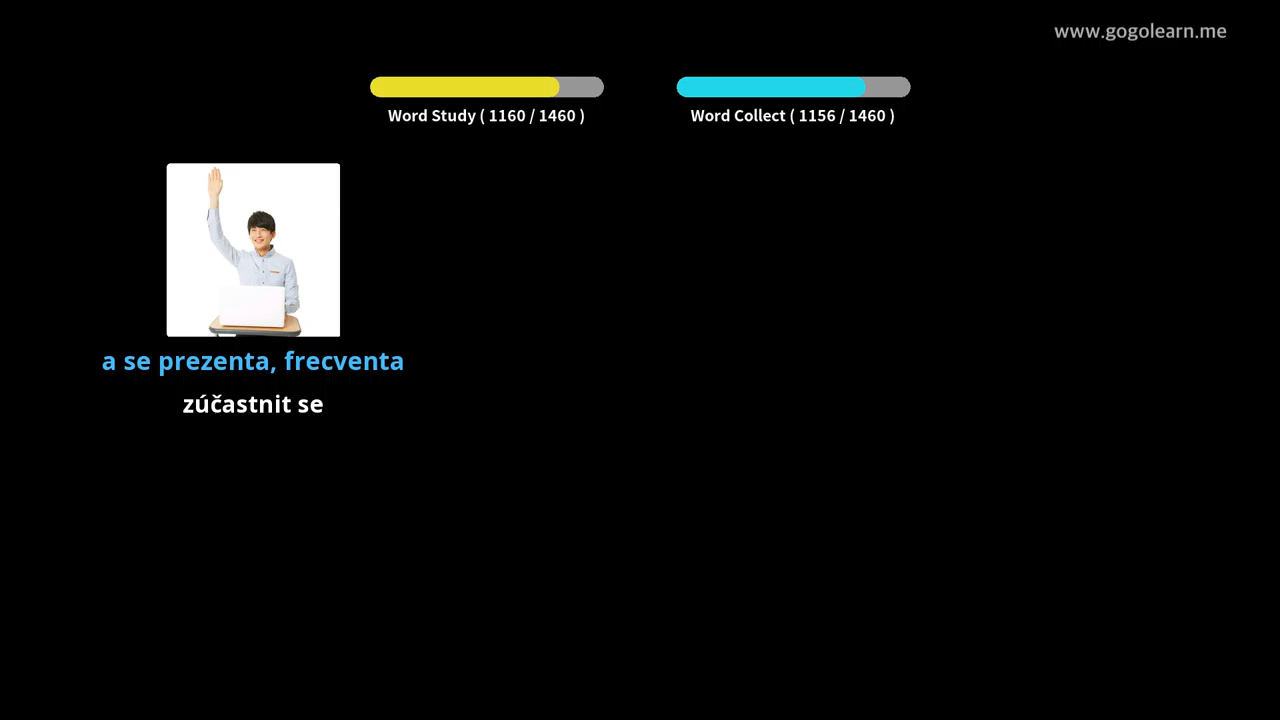 www.gogolearn.me
Word Study ( 1160 / 1460 )
Word Collect ( 1156 / 1460 )
a se prezenta, frecventa
zúčastnit se